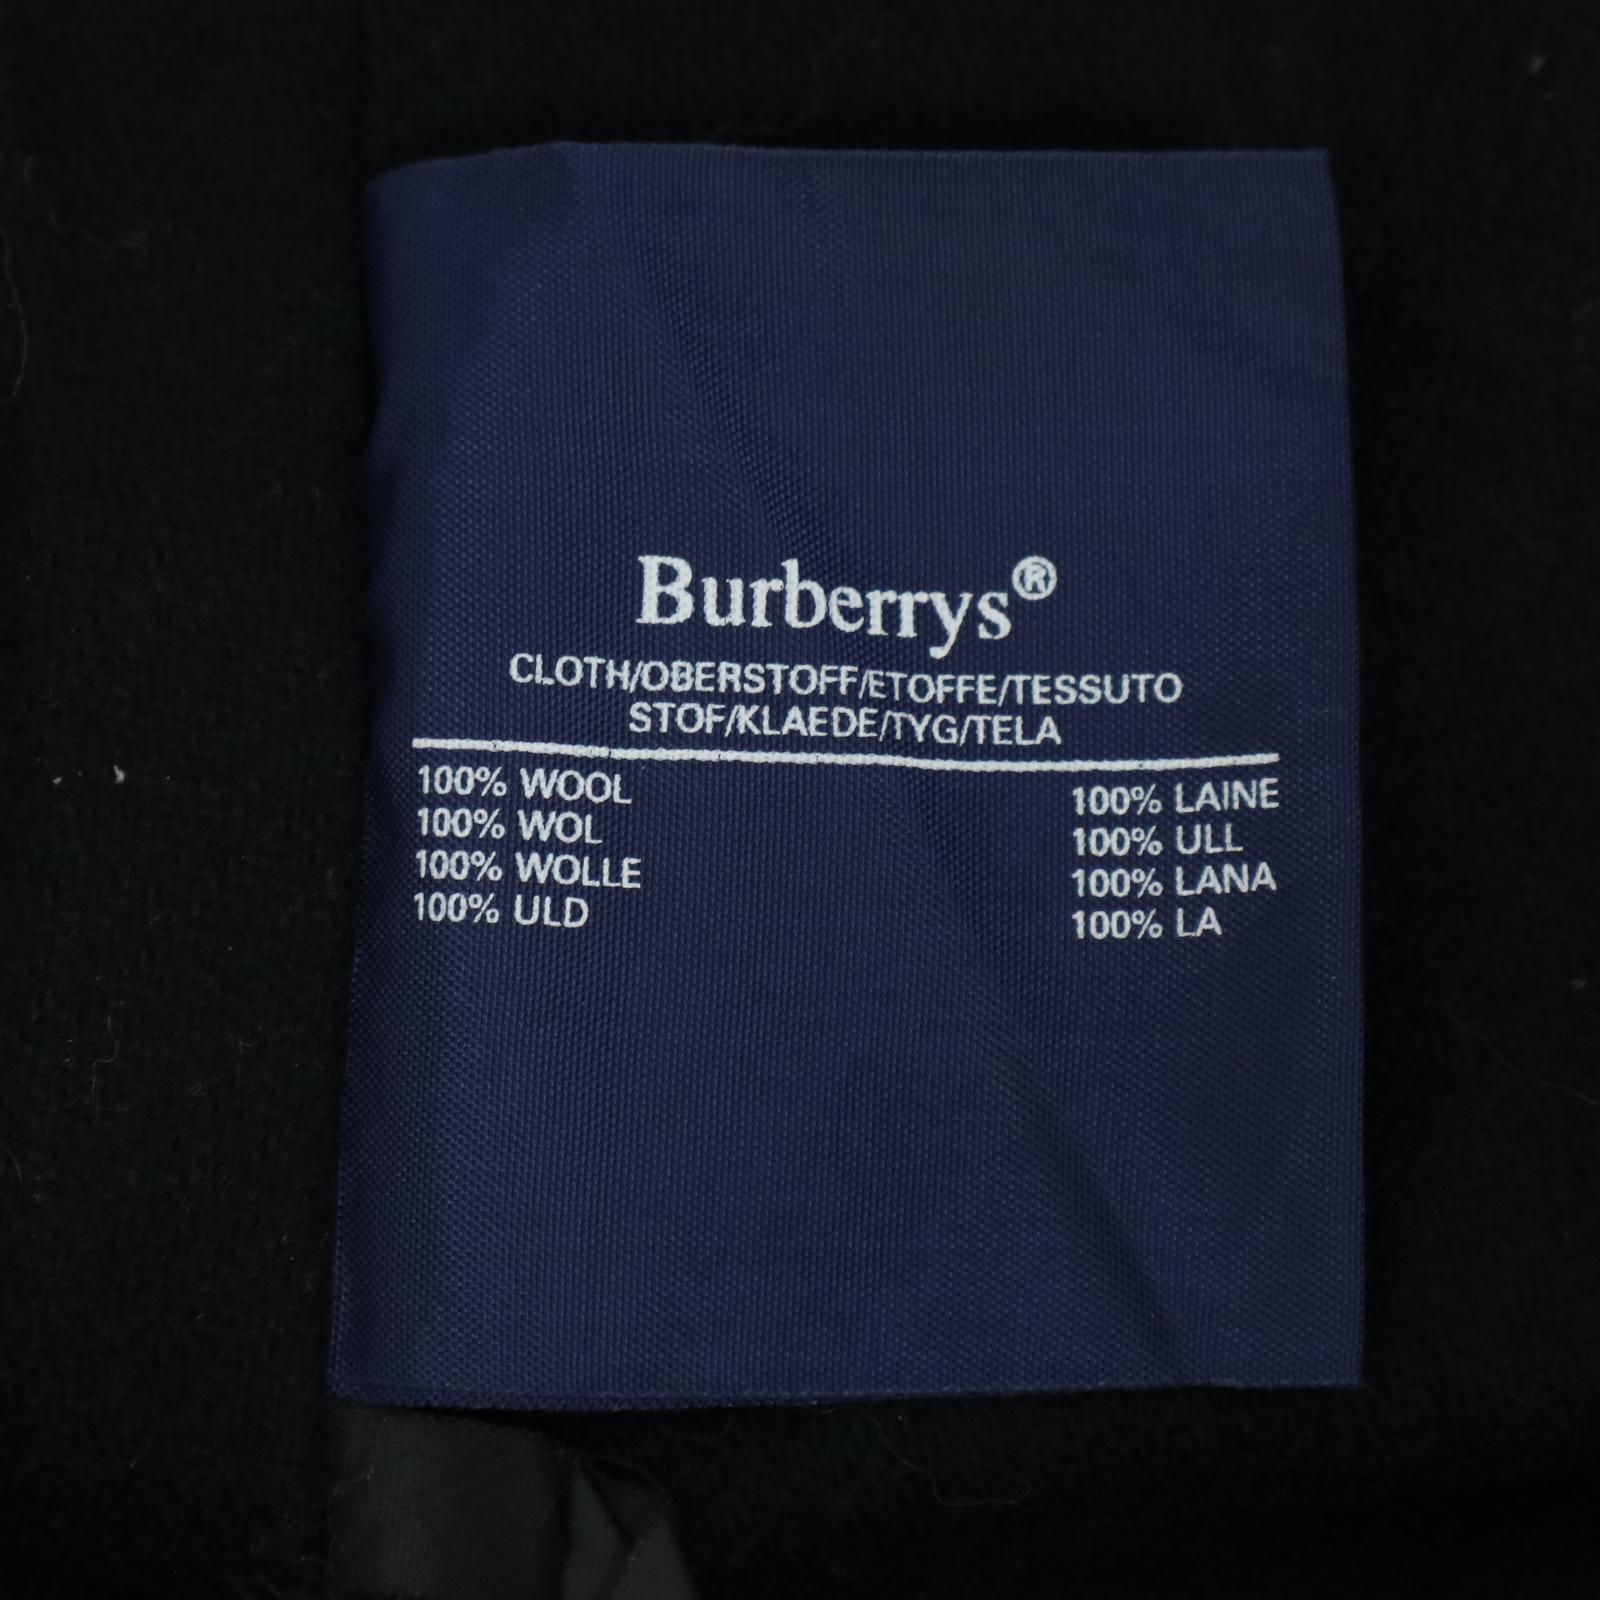 Burberrys®
CLOTH/OBERSTOFF/ETOFFE/TESSUTO
STOF/KLAEDE/TYG/TELA
100% WOOL
100% WOL
100% WOLLE
100% ULD
100% LAINE
100% ULL
100% LANA
100% LA